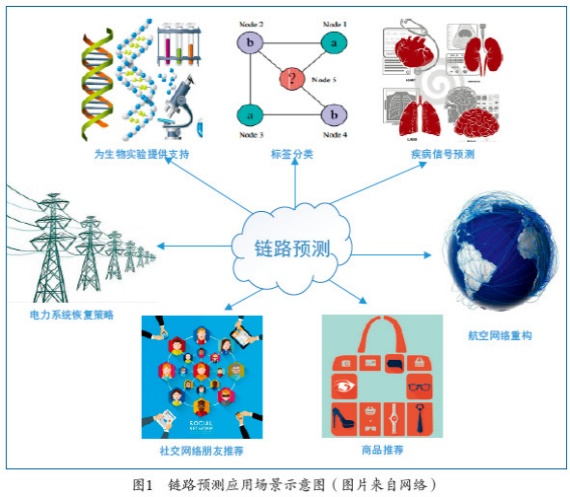 Node 2
Node 1
b
a
?
Node 5
a
b
Node 3
Node 4
为生物实验提供支持
标签分类
疾病信号预测
链路预测
电力系统恢复策略
航空网络重构
SOCIAL
NETWORK
社交网络朋友推荐
商品推荐
图1 链路预测应用场景示意图（图片来自网络）